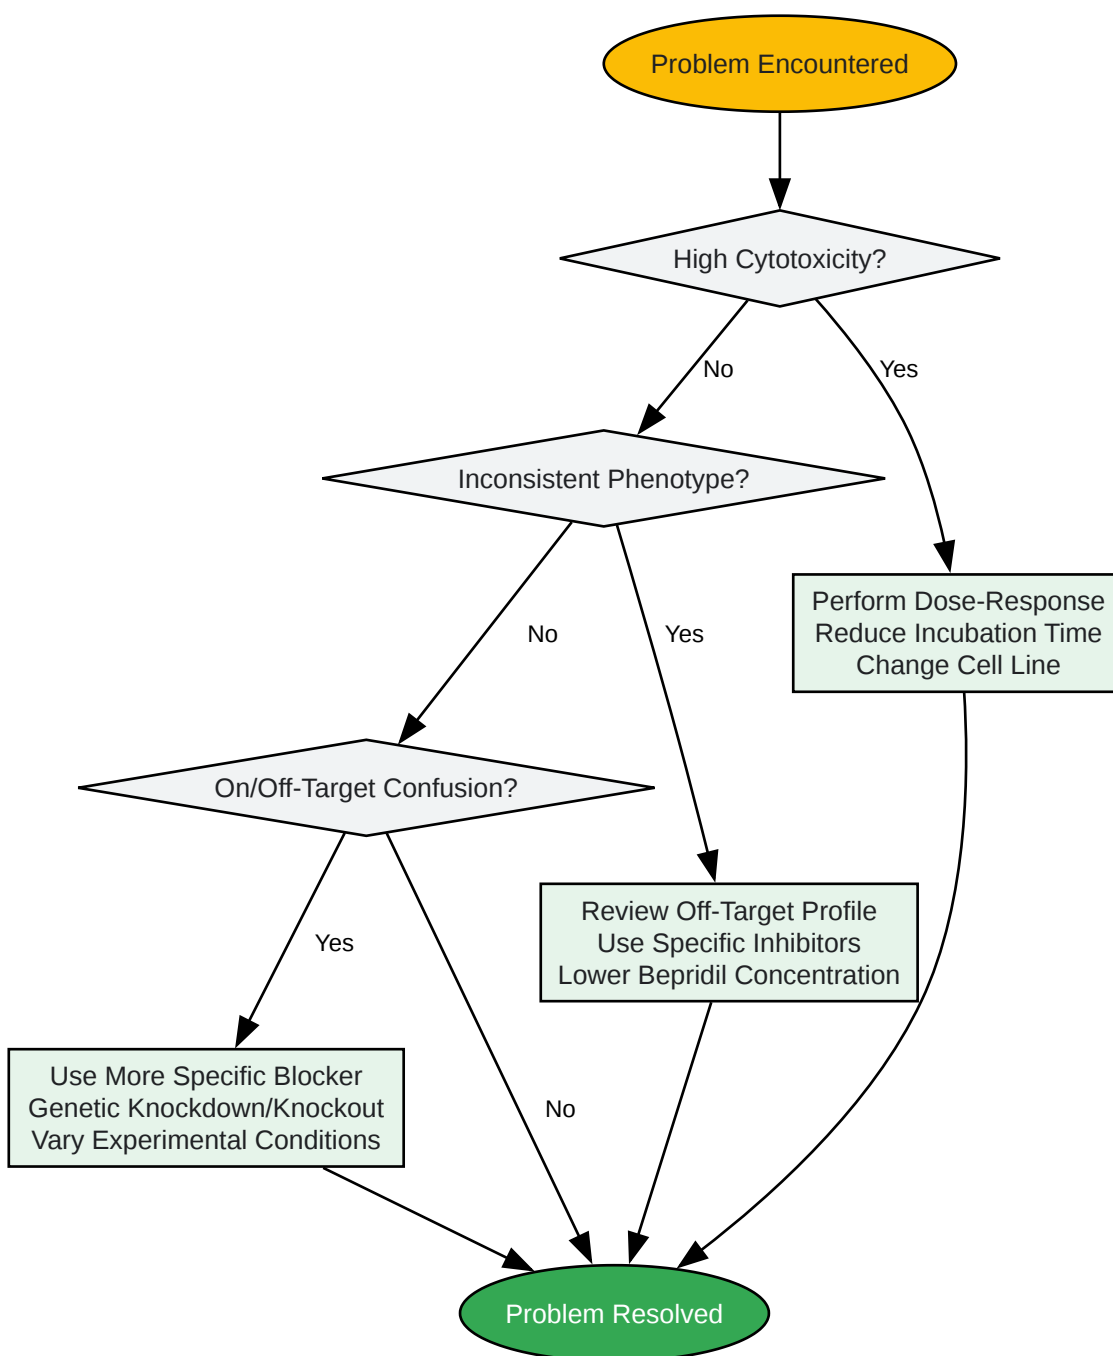 Problem Encountered
High Cytotoxicity?
No
Yes
Inconsistent Phenotype?
Perform Dose-Response
Reduce Incubation Time
Change Cell Line
No
Yes
On/Off-Target Confusion?
Review Off-Target Profile
Use Specific Inhibitors
Lower Bepridil Concentration
Yes
Use More Specific Blocker
Genetic Knockdown/Knockout
Vary Experimental Conditions
No
Problem Resolved